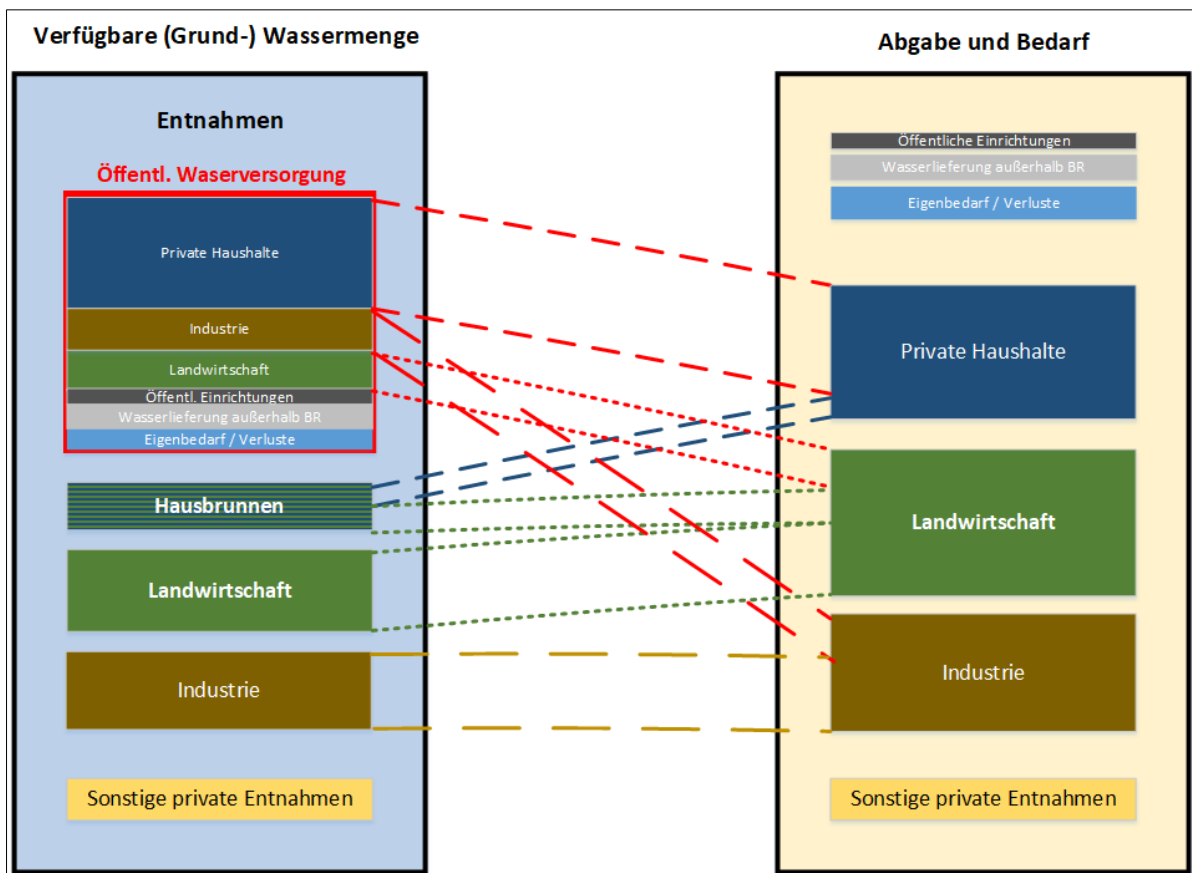 Verfügbare (Grund-) Wassermenge
Entnahmen
Öffentl. Waserversorgung
Private Haushalte
Industrie
Landwirtschaft
Öffentl. Einrichtungen
Wasserlieferung außerhalb BR
Eigenbedarf / Verluste
Hausbrunnen
Landwirtschaft
Industrie
Sonstige private Entnahmen
Abgabe und Bedarf
Öffentliche Einrichtungen
Wasserlieferung außerhalb BR
Eigenbedarf / Verluste
Private Haushalte
Landwirtschaft
Industrie
Sonstige private Entnahmen